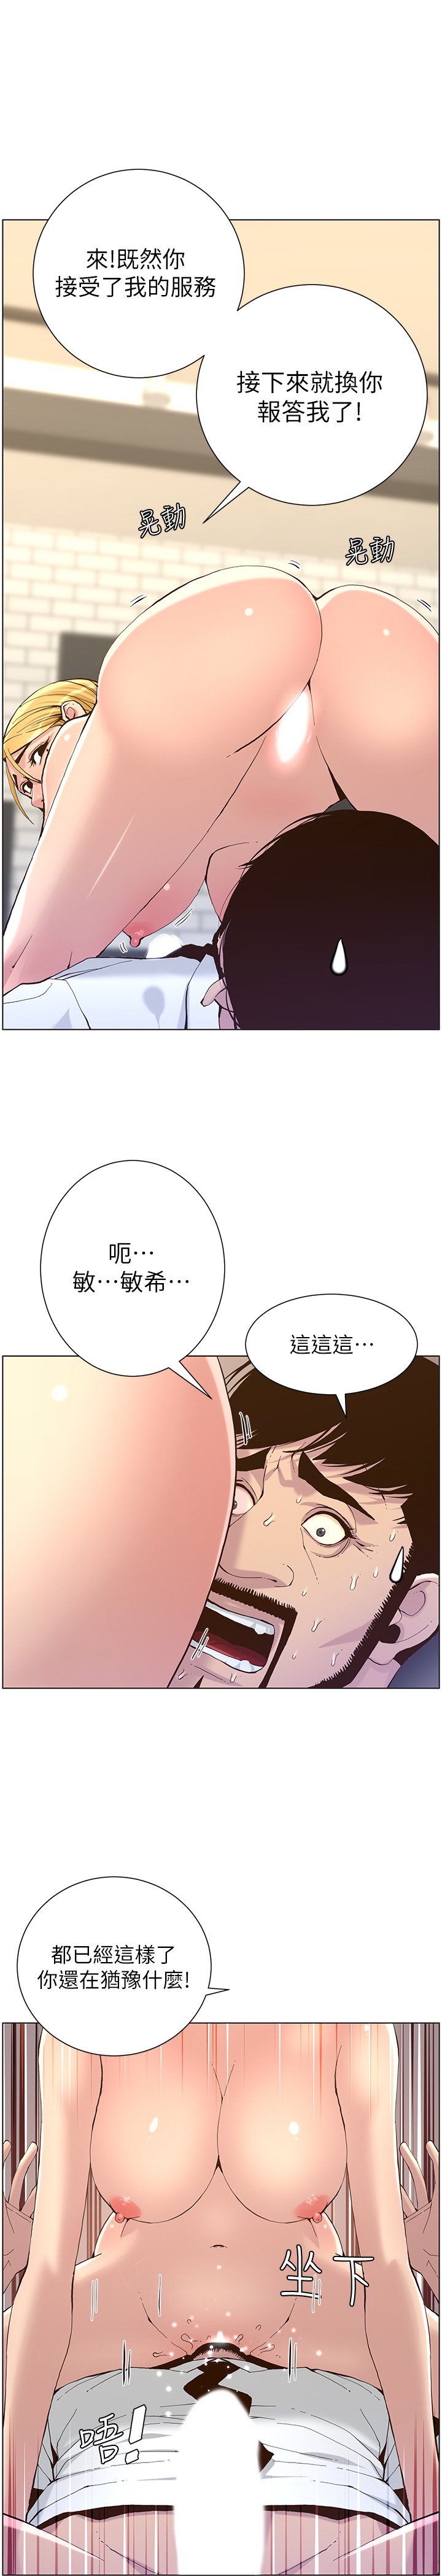 來!既然你
接受了我的服務
接下來就換你
報答我了!
晃動
晃動
呃…
敏…敏希…
這這這…
都已經這樣了
你還在猶豫什麼!
坐下
唔!